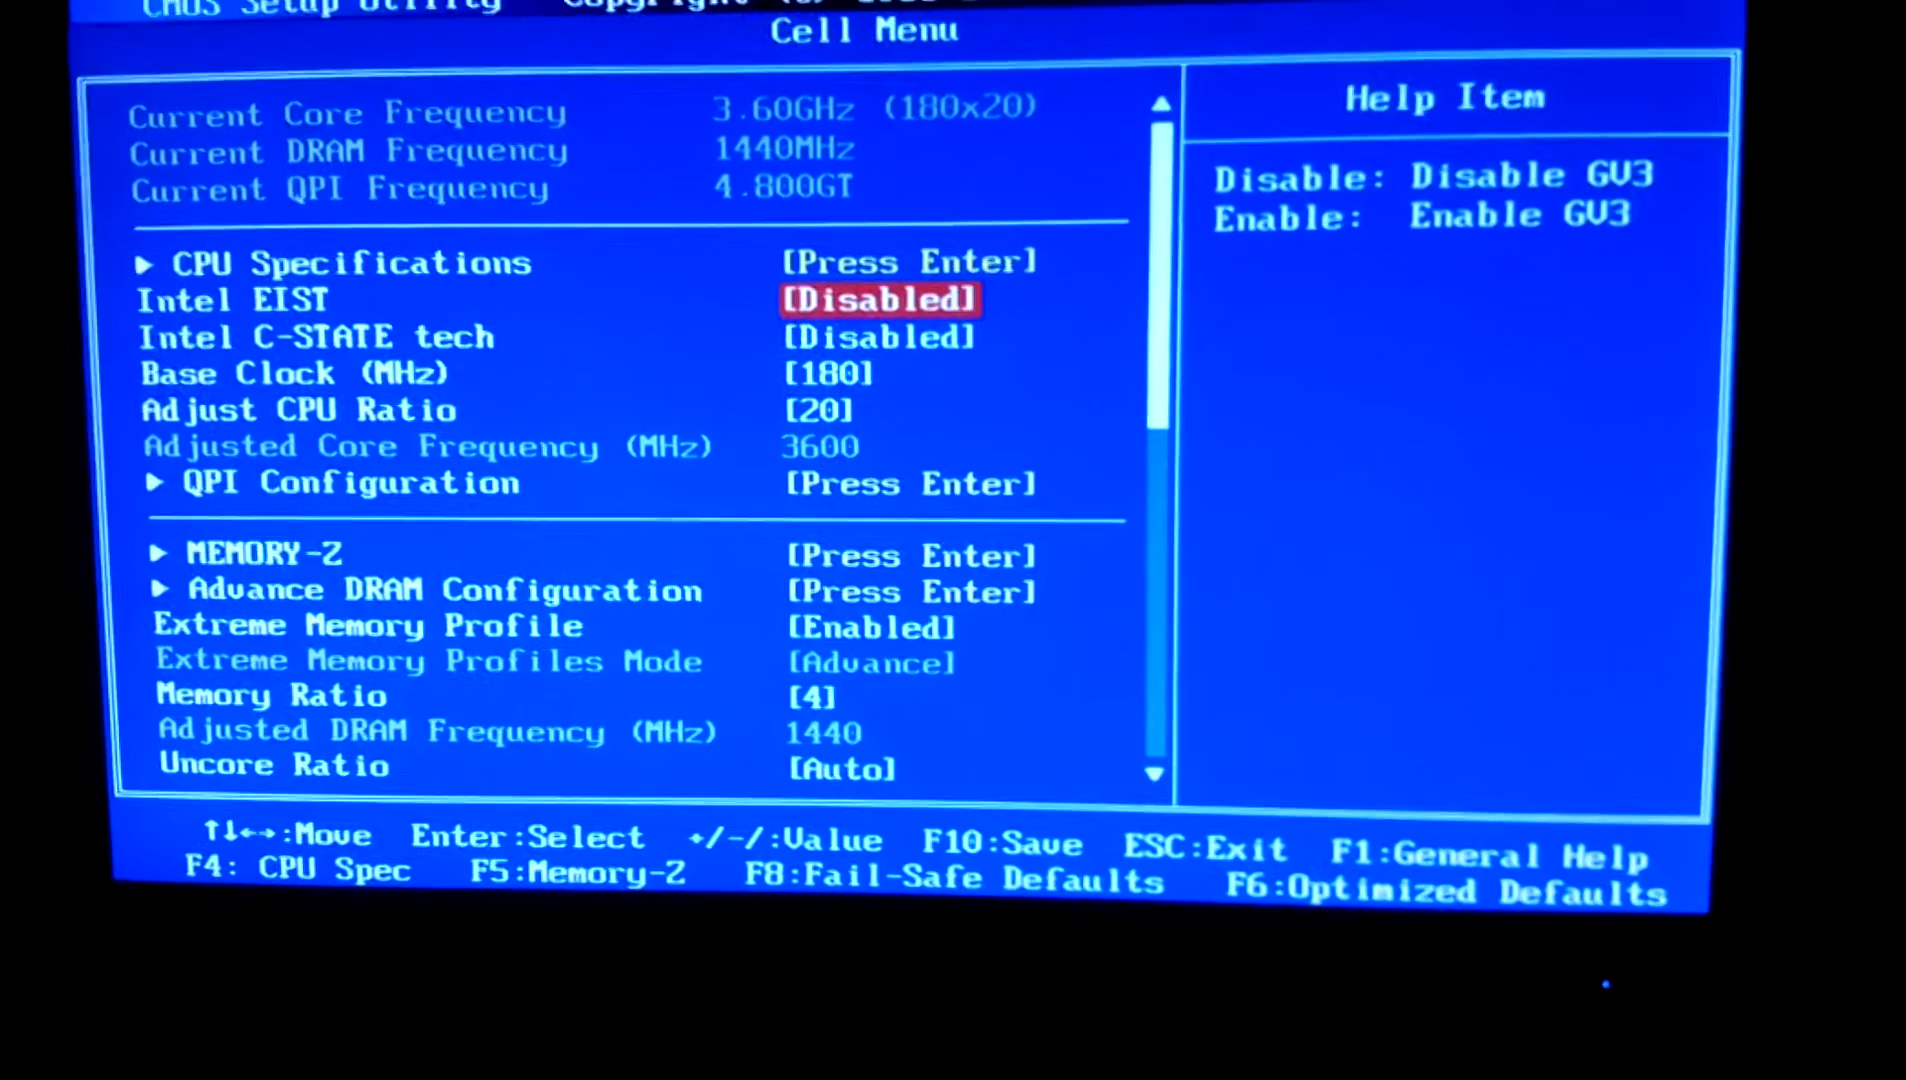 CMOS Setup Utility Copyright (C)
Cell Menu
Current Core Frequency 3.60GHz (180x20)
Current DRAM Frequency 1440MHz
Current QPI Frequency 4.800GT
► CPU Specifications [Press Enter]
Intel EIST [Disabled]
Intel C-STATE tech [Disabled]
Base Clock (MHz) [180]
Adjust CPU Ratio [20]
Adjusted Core Frequency (MHz) 3600
► QPI Configuration [Press Enter]
► MEMORY-Z [Press Enter]
► Advance DRAM Configuration [Press Enter]
Extreme Memory Profile [Enabled]
Extreme Memory Profiles Mode [Advance]
Memory Ratio [4]
Adjusted DRAM Frequency (MHz) 1440
Uncore Ratio [Auto]
Help Item
Disable: Disable GV3
Enable: Enable GV3
↑↓←→:Move Enter:Select +/-/:Value F10:Save ESC:Exit F1:General Help
F4: CPU Spec F5:Memory-Z F8:Fail-Safe Defaults F6:Optimized Defaults